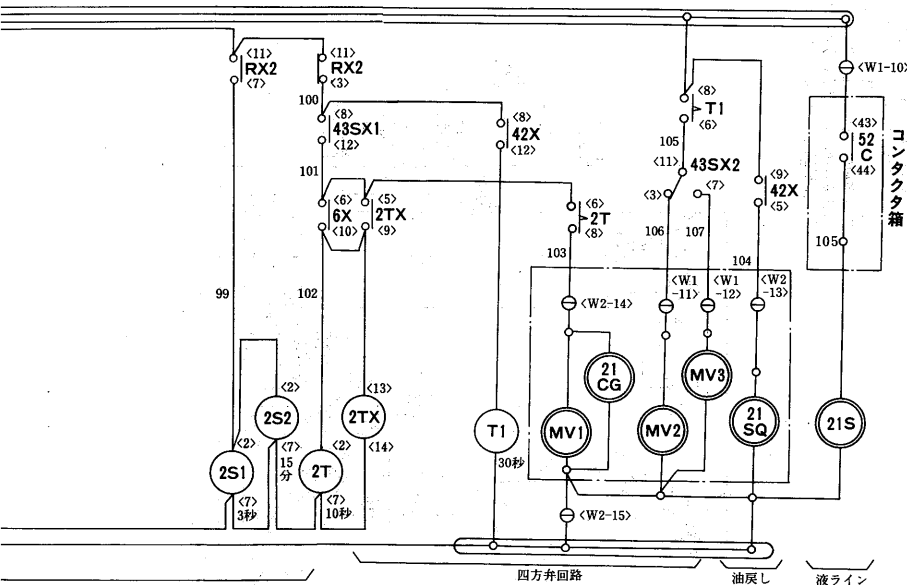 <11>
RX2
<7>
<11>
RX2
<3>
100
<8>
43SX1
<12>
101
<6>
6X
<10>
<5>
2TX
<9>
99
102
<2>
2S2
<7>
15
分
<2>
2S1
<7>
3秒
<2>
2T
<7>
10秒
<13>
2TX
<14>
<8>
42X
<12>
T1
30秒
<6>
2T
<8>
103
<W2-14>
21
CG
MV1
<W2-15>
<8>
T1
<6>
105
<11>
43SX2
<3>
<7>
106
107
<W1
-11>
<W1
-12>
MV2
MV3
<9>
42X
<5>
104
<W2
-13>
21
SQ
<W1-10>
<43>
52
C
<44>
105
コンタクタ箱
21S
四方弁回路
油戻し
液ライン